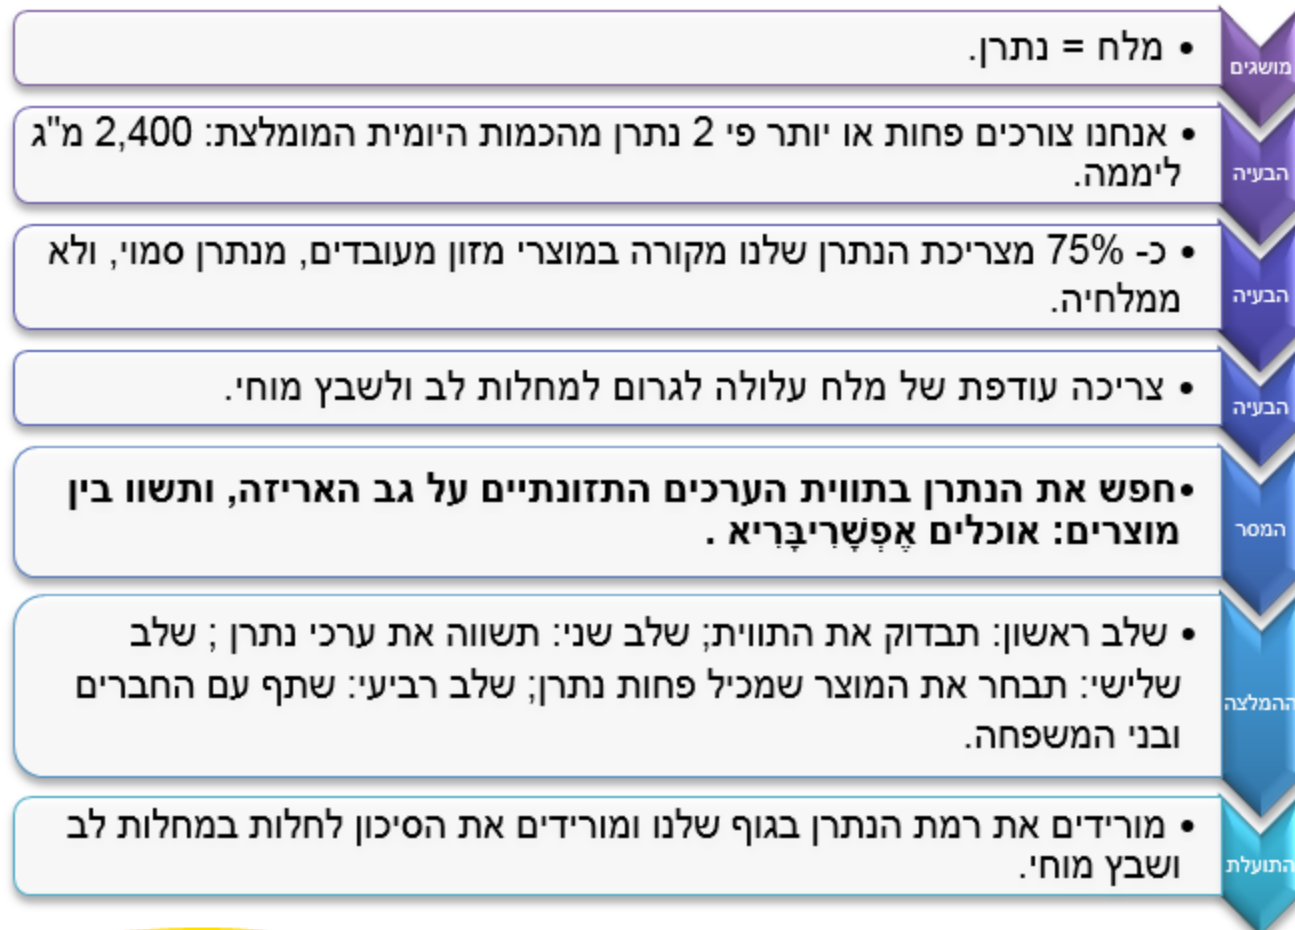 מושגים
• מלח = נתרן.
הבעיה
• אנחנו צורכים פחות או יותר פי 2 נתרן מהכמות היומית המומלצת: 2,400 מ"ג
ליממה.
הבעיה
• כ- 75% מצריכת הנתרן שלנו מקורה במוצרי מזון מעובדים, מנתרן סמוי, ולא
ממלחיה.
הבעיה
• צריכה עודפת של מלח עלולה לגרום למחלות לב ולשבץ מוחי.
המסר
•חפש את הנתרן בתווית הערכים התזונתיים על גב האריזה, ותשוו בין
מוצרים: אוכלים אֶפְשָׁרִיבָּרִיא .
ההמלצה
• שלב ראשון: תבדוק את התווית; שלב שני: תשווה את ערכי נתרן ; שלב
שלישי: תבחר את המוצר שמכיל פחות נתרן; שלב רביעי: שתף עם החברים
ובני המשפחה.
התועלת
• מורידים את רמת הנתרן בגוף שלנו ומורידים את הסיכון לחלות במחלות לב
ושבץ מוחי.